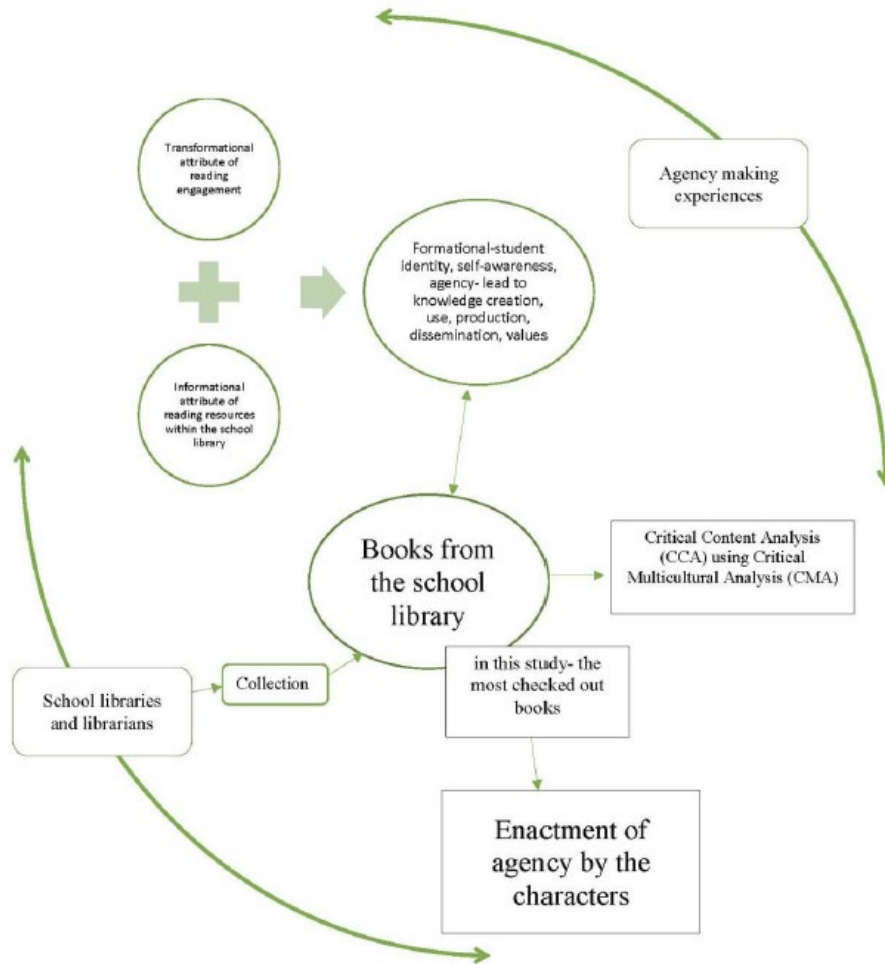 Transformational
attribute of
reading
engagement
Agency making
experiences
Formational-student
identity, self-awareness,
agency- lead to
knowledge creation,
use, production,
dissemination, values
Informational
attribute of
reading resources
within the school
library
Books from
the school
library
Critical Content Analysis
(CCA) using Critical
Multicultural Analysis (CMA)
in this study- the
most checked out
books
Collection
School libraries
and librarians
Enactment of
agency by the
characters